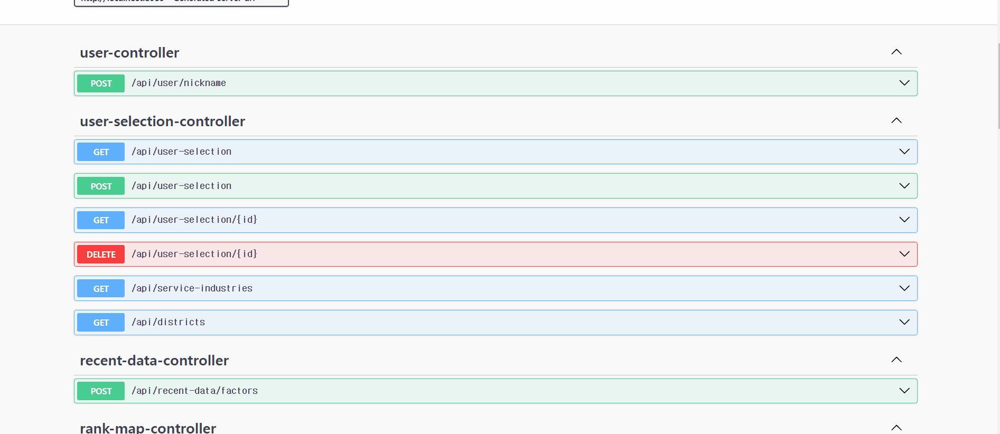 user-controller
POST /api/user/nickname
user-selection-controller
GET /api/user-selection
POST /api/user-selection
GET /api/user-selection/{id}
DELETE /api/user-selection/{id}
GET /api/service-industries
GET /api/districts
recent-data-controller
POST /api/recent-data/factors
rank-map-controller